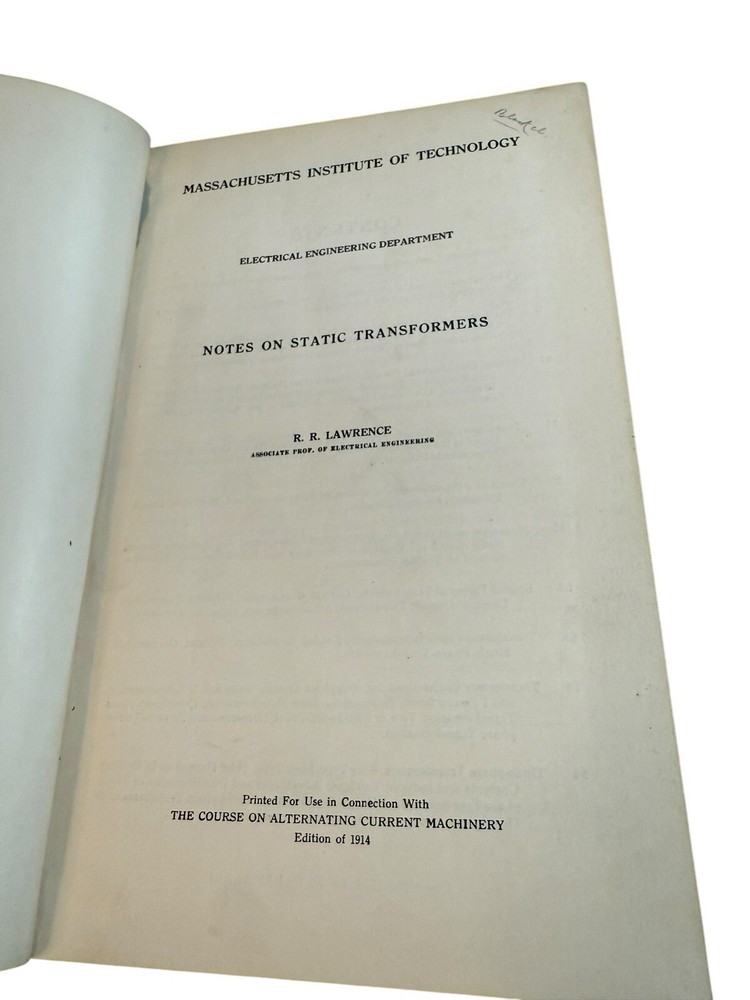 MASSACHUSETTS INSTITUTE OF TECHNOLOGY
ELECTRICAL ENGINEERING DEPARTMENT
NOTES ON STATIC TRANSFORMERS
R. R. LAWRENCE
ASSOCIATE PROF. OF ELECTRICAL ENGINEERING
Printed For Use in Connection With
THE COURSE ON ALTERNATING CURRENT MACHINERY
Edition of 1914